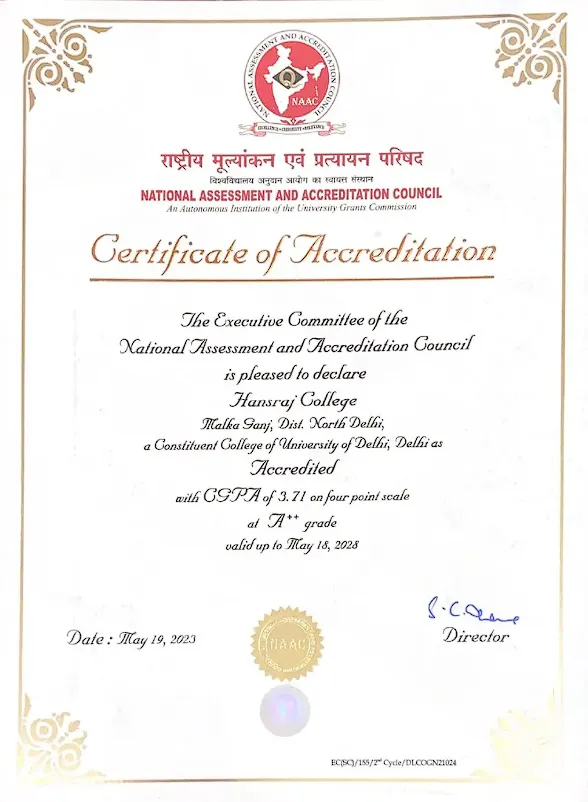 NATIONAL ASSESSMENT AND ACCREDITATION COUNCIL
NAAC
EXCELLENCE • CREDIBILITY • RELEVANCE
राष्ट्रीय मूल्यांकन एवं प्रत्यायन परिषद
विश्वविद्यालय अनुदान आयोग का स्वायत्त संस्थान
NATIONAL ASSESSMENT AND ACCREDITATION COUNCIL
An Autonomous Institution of the University Grants Commission
Certificate of Accreditation
The Executive Committee of the
National Assessment and Accreditation Council
is pleased to declare
Hansraj College
Malka Ganj, Dist. North Delhi,
a Constituent College of University of Delhi, Delhi as
Accredited
with CGPA of 3.71 on four point scale
at A++ grade
valid up to May 18, 2028
Date : May 19, 2023
NAAC
Director
EC(SC)/155/2nd Cycle/DLCOGN21024